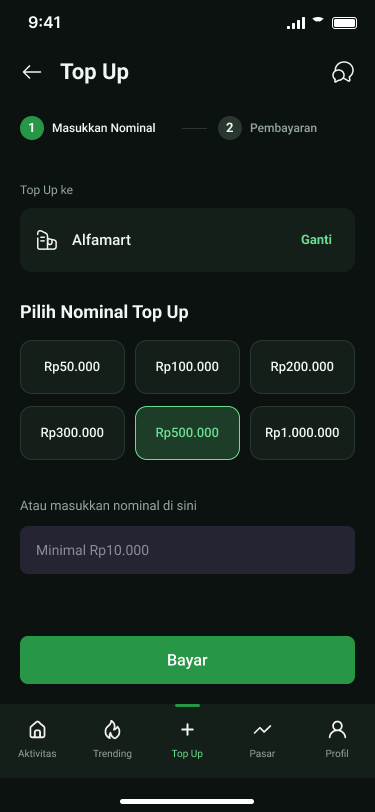 9:41
Top Up
1 Masukkan Nominal 2 Pembayaran
Top Up ke
Alfamart Ganti
Pilih Nominal Top Up
Rp50.000 Rp100.000 Rp200.000
Rp300.000 Rp500.000 Rp1.000.000
Atau masukkan nominal di sini
Minimal Rp10.000
Bayar
Aktivitas Trending Top Up Pasar Profil